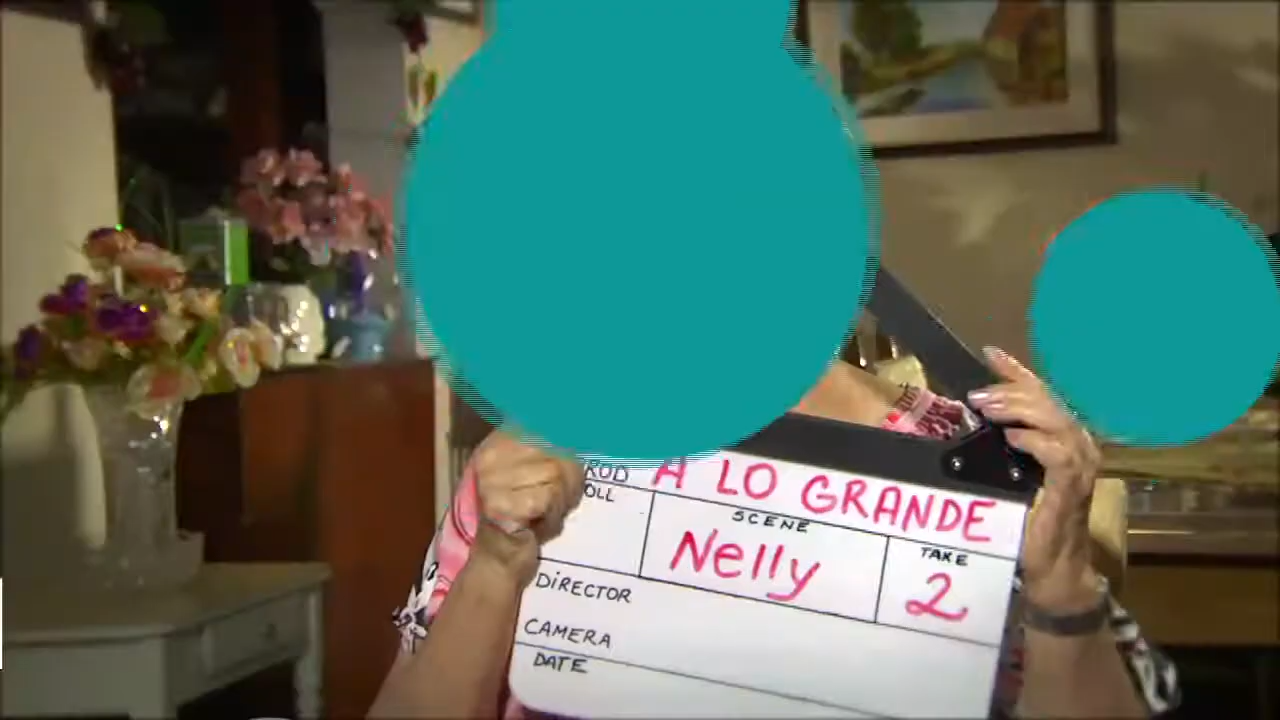 ROD A LO GRANDE
OLL
SCENE
Nelly
TAKE
2
DIRECTOR
CAMERA
DATE